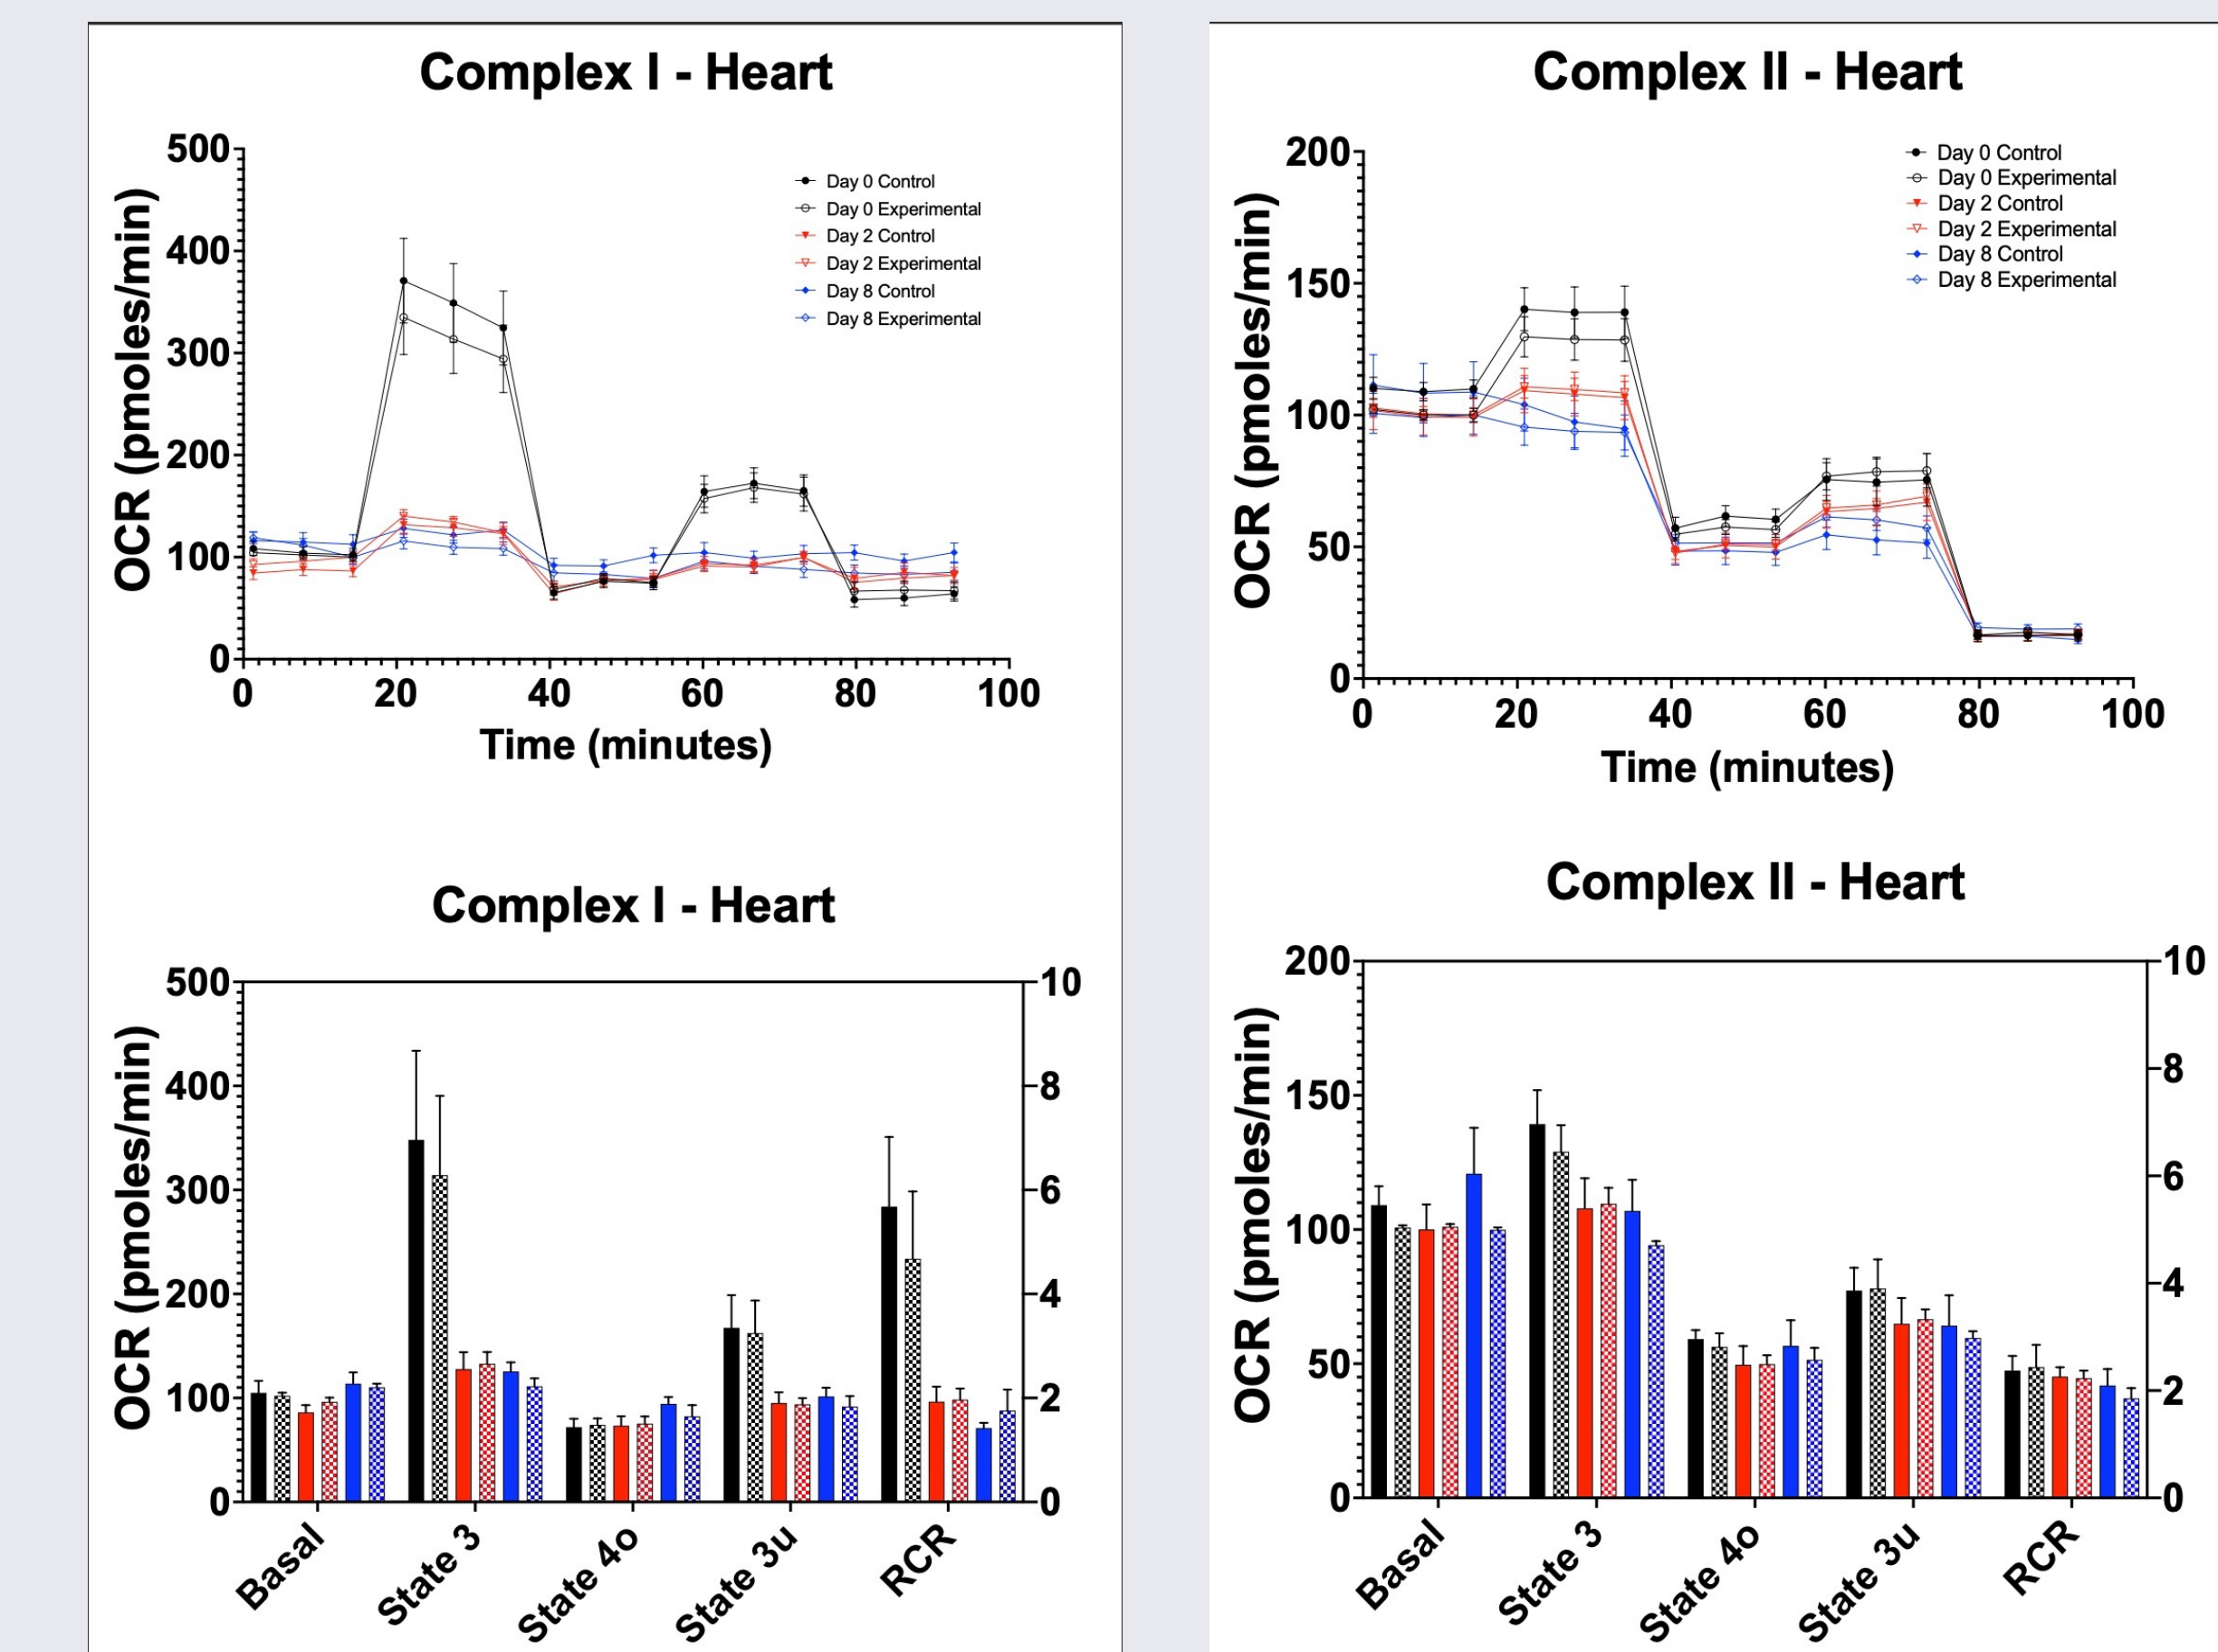 Complex I - Heart
OCR (pmoles/min)
500
400
300
200
100
0
Day 0 Control
Day 0 Experimental
Day 2 Control
Day 2 Experimental
Day 8 Control
Day 8 Experimental
0 20 40 60 80 100
Time (minutes)
Complex II - Heart
OCR (pmoles/min)
200
150
100
50
0
Day 0 Control
Day 0 Experimental
Day 2 Control
Day 2 Experimental
Day 8 Control
Day 8 Experimental
0 20 40 60 80 100
Time (minutes)
Complex I - Heart
OCR (pmoles/min)
500
400
300
200
100
0
10
8
6
4
2
0
Basal State 3 State 4o State 3u RCR
Complex II - Heart
OCR (pmoles/min)
200
150
100
50
0
10
8
6
4
2
0
Basal State 3 State 4o State 3u RCR